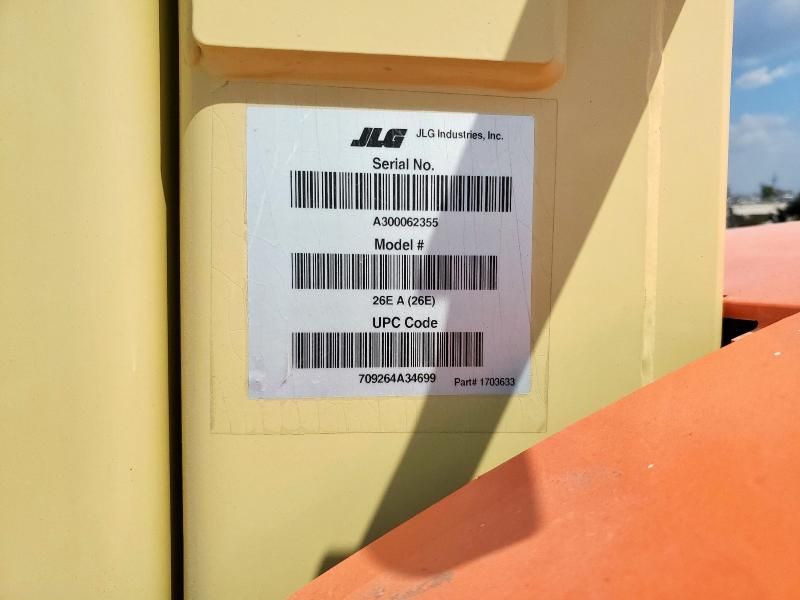 JLG JLG Industries, Inc.
Serial No.
A300062355
Model #
26E A (26E)
UPC Code
709264A34699 Part# 1703633